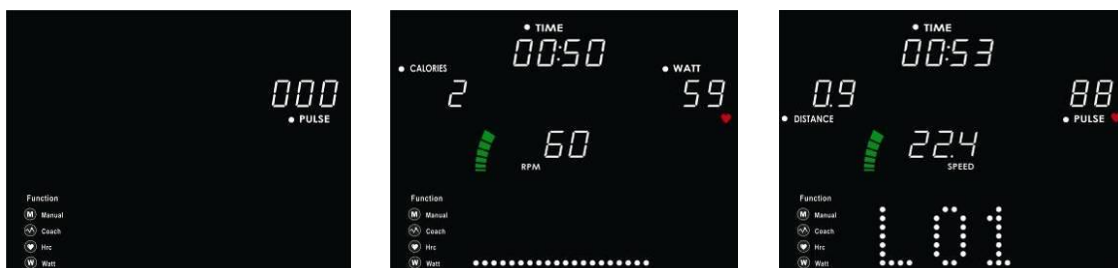 000
PULSE
Function
M Manual
Coach
Hrc
W Watt
TIME
00:50
CALORIES
WATT
2
59
60
RPM
Function
M Manual
Coach
Hrc
W Watt
TIME
00:53
0.9
88
DISTANCE
PULSE
22.4
SPEED
Function
M Manual
Coach
Hrc
W Watt
L01